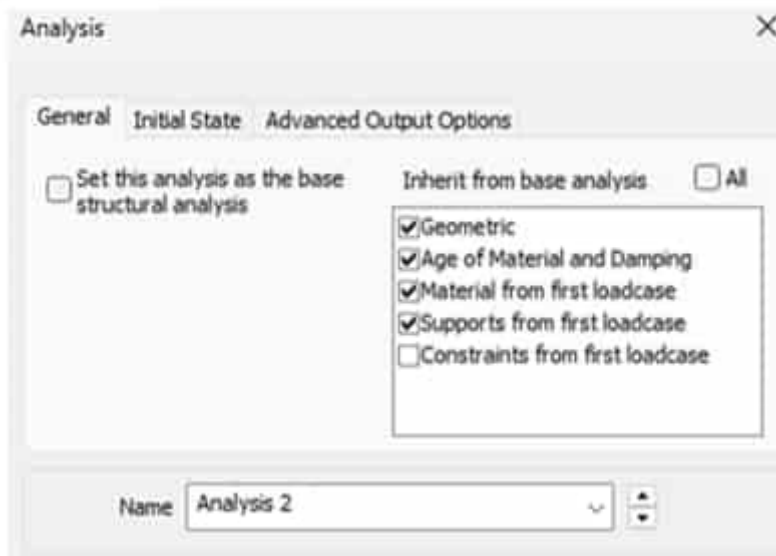 Analysis
General Initial State Advanced Output Options
Set this analysis as the base
structural analysis
Inherit from base analysis All
Geometric
Age of Material and Damping
Material from first loadcase
Supports from first loadcase
Constraints from first loadcase
Name Analysis 2